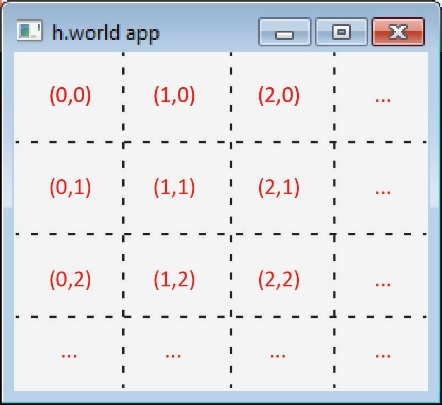 h.world app
(0,0) (1,0) (2,0) ...
(0,1) (1,1) (2,1) ...
(0,2) (1,2) (2,2) ...
... ... ... ...